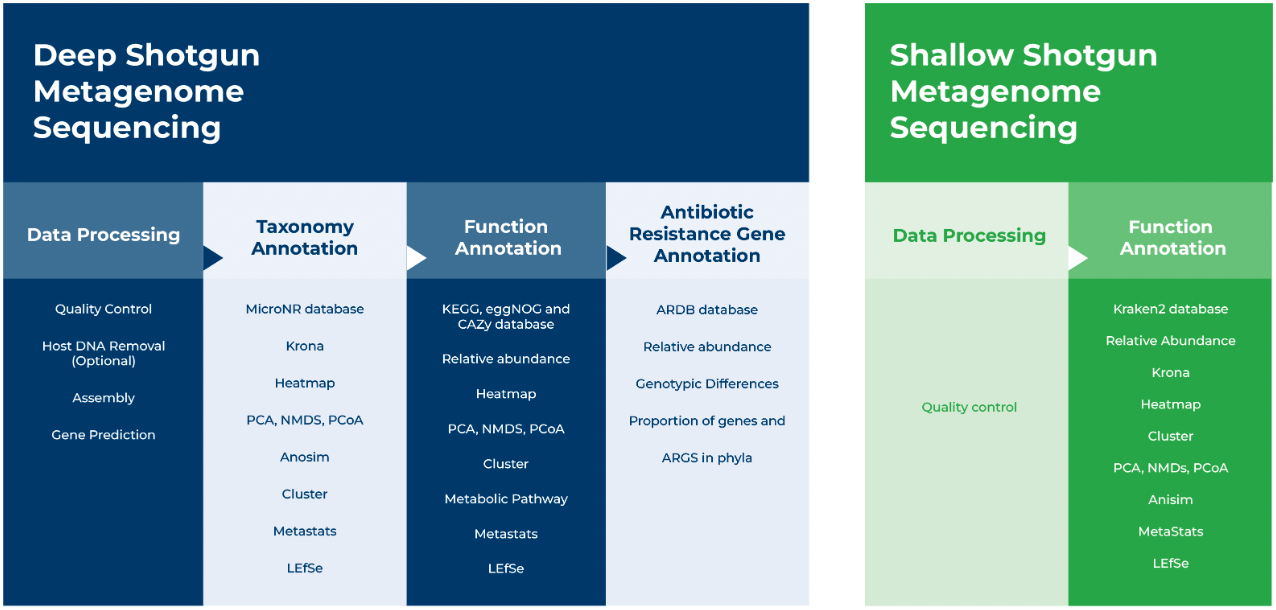 Deep Shotgun
Metagenome
Sequencing
Data Processing
Quality Control
Host DNA Removal
(Optional)
Assembly
Gene Prediction
Taxonomy
Annotation
MicroNR database
Krona
Heatmap
PCA, NMDS, PCoA
Anosim
Cluster
Metastats
LEfSe
Function
Annotation
KEGG, eggNOG and
CAZy database
Relative abundance
Heatmap
PCA, NMDS, PCoA
Cluster
Metabolic Pathway
Metastats
LEfSe
Antibiotic
Resistance Gene
Annotation
ARDB database
Relative abundance
Genotypic Differences
Proportion of genes and
ARGS in phyla
Shallow Shotgun
Metagenome
Sequencing
Data Processing
Quality control
Function
Annotation
Kraken2 database
Relative Abundance
Krona
Heatmap
Cluster
PCA, NMDs, PCoA
Anisim
MetaStats
LEfSe